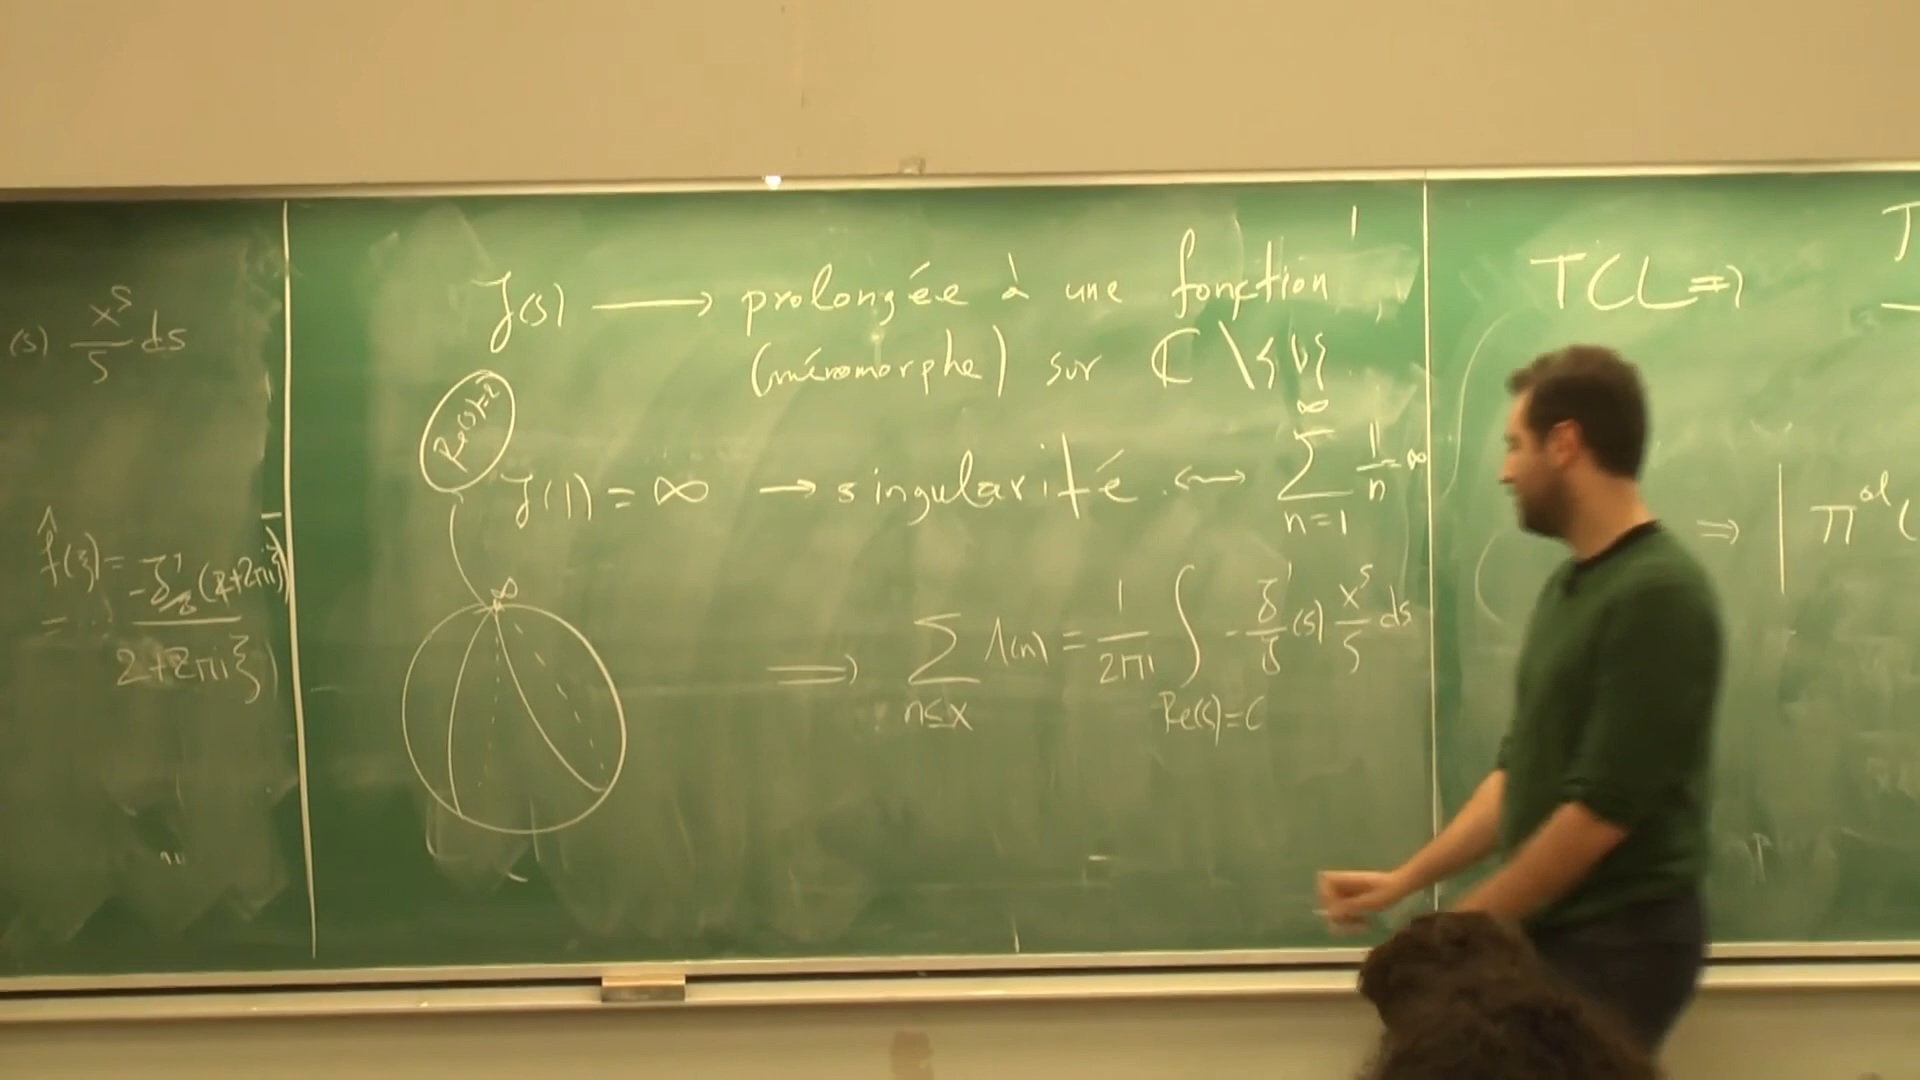 (s) x^s/s ds
f̂(ξ) = -ζ'/ζ (2+2πiξ)
= 2+2πiξ
ζ(s) ⟶ prolongée à une fonction
(méromorphe) sur ℂ \ {1}
Re(s)=2
ζ(1) = ∞ → singularité ↔ ∑_{n=1}^{∞} 1/n = ∞
∞
⟹ ∑_{n≤x} Λ(n) = 1/2πi ∫_{Re(s)=c} -ζ'/ζ (s) x^s/s ds
TCL ⇒
⇒ | π^{al} (